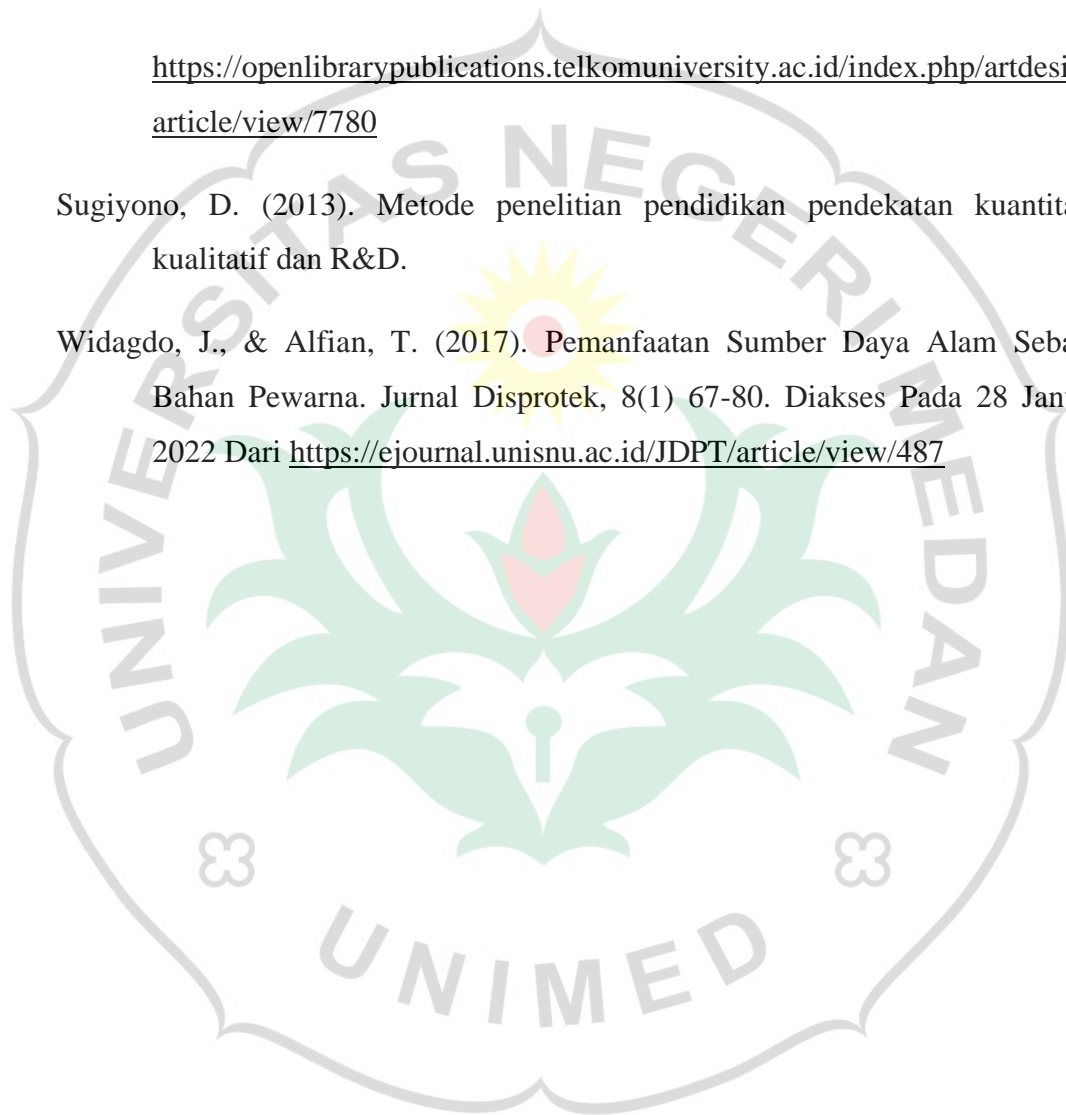 https://openlibrarypublications.telkomuniversity.ac.id/index.php/artdesi
article/view/7780
Sugiyono, D. (2013). Metode penelitian pendidikan pendekatan kuantita
kualitatif dan R&D.
Widagdo, J., & Alfian, T. (2017). Pemanfaatan Sumber Daya Alam Seba
Bahan Pewarna. Jurnal Disprotek, 8(1) 67-80. Diakses Pada 28 Janu
2022 Dari https://ejournal.unisnu.ac.id/JDPT/article/view/487
UNIVERSITAS NEGERI MEDAN
UNIMED